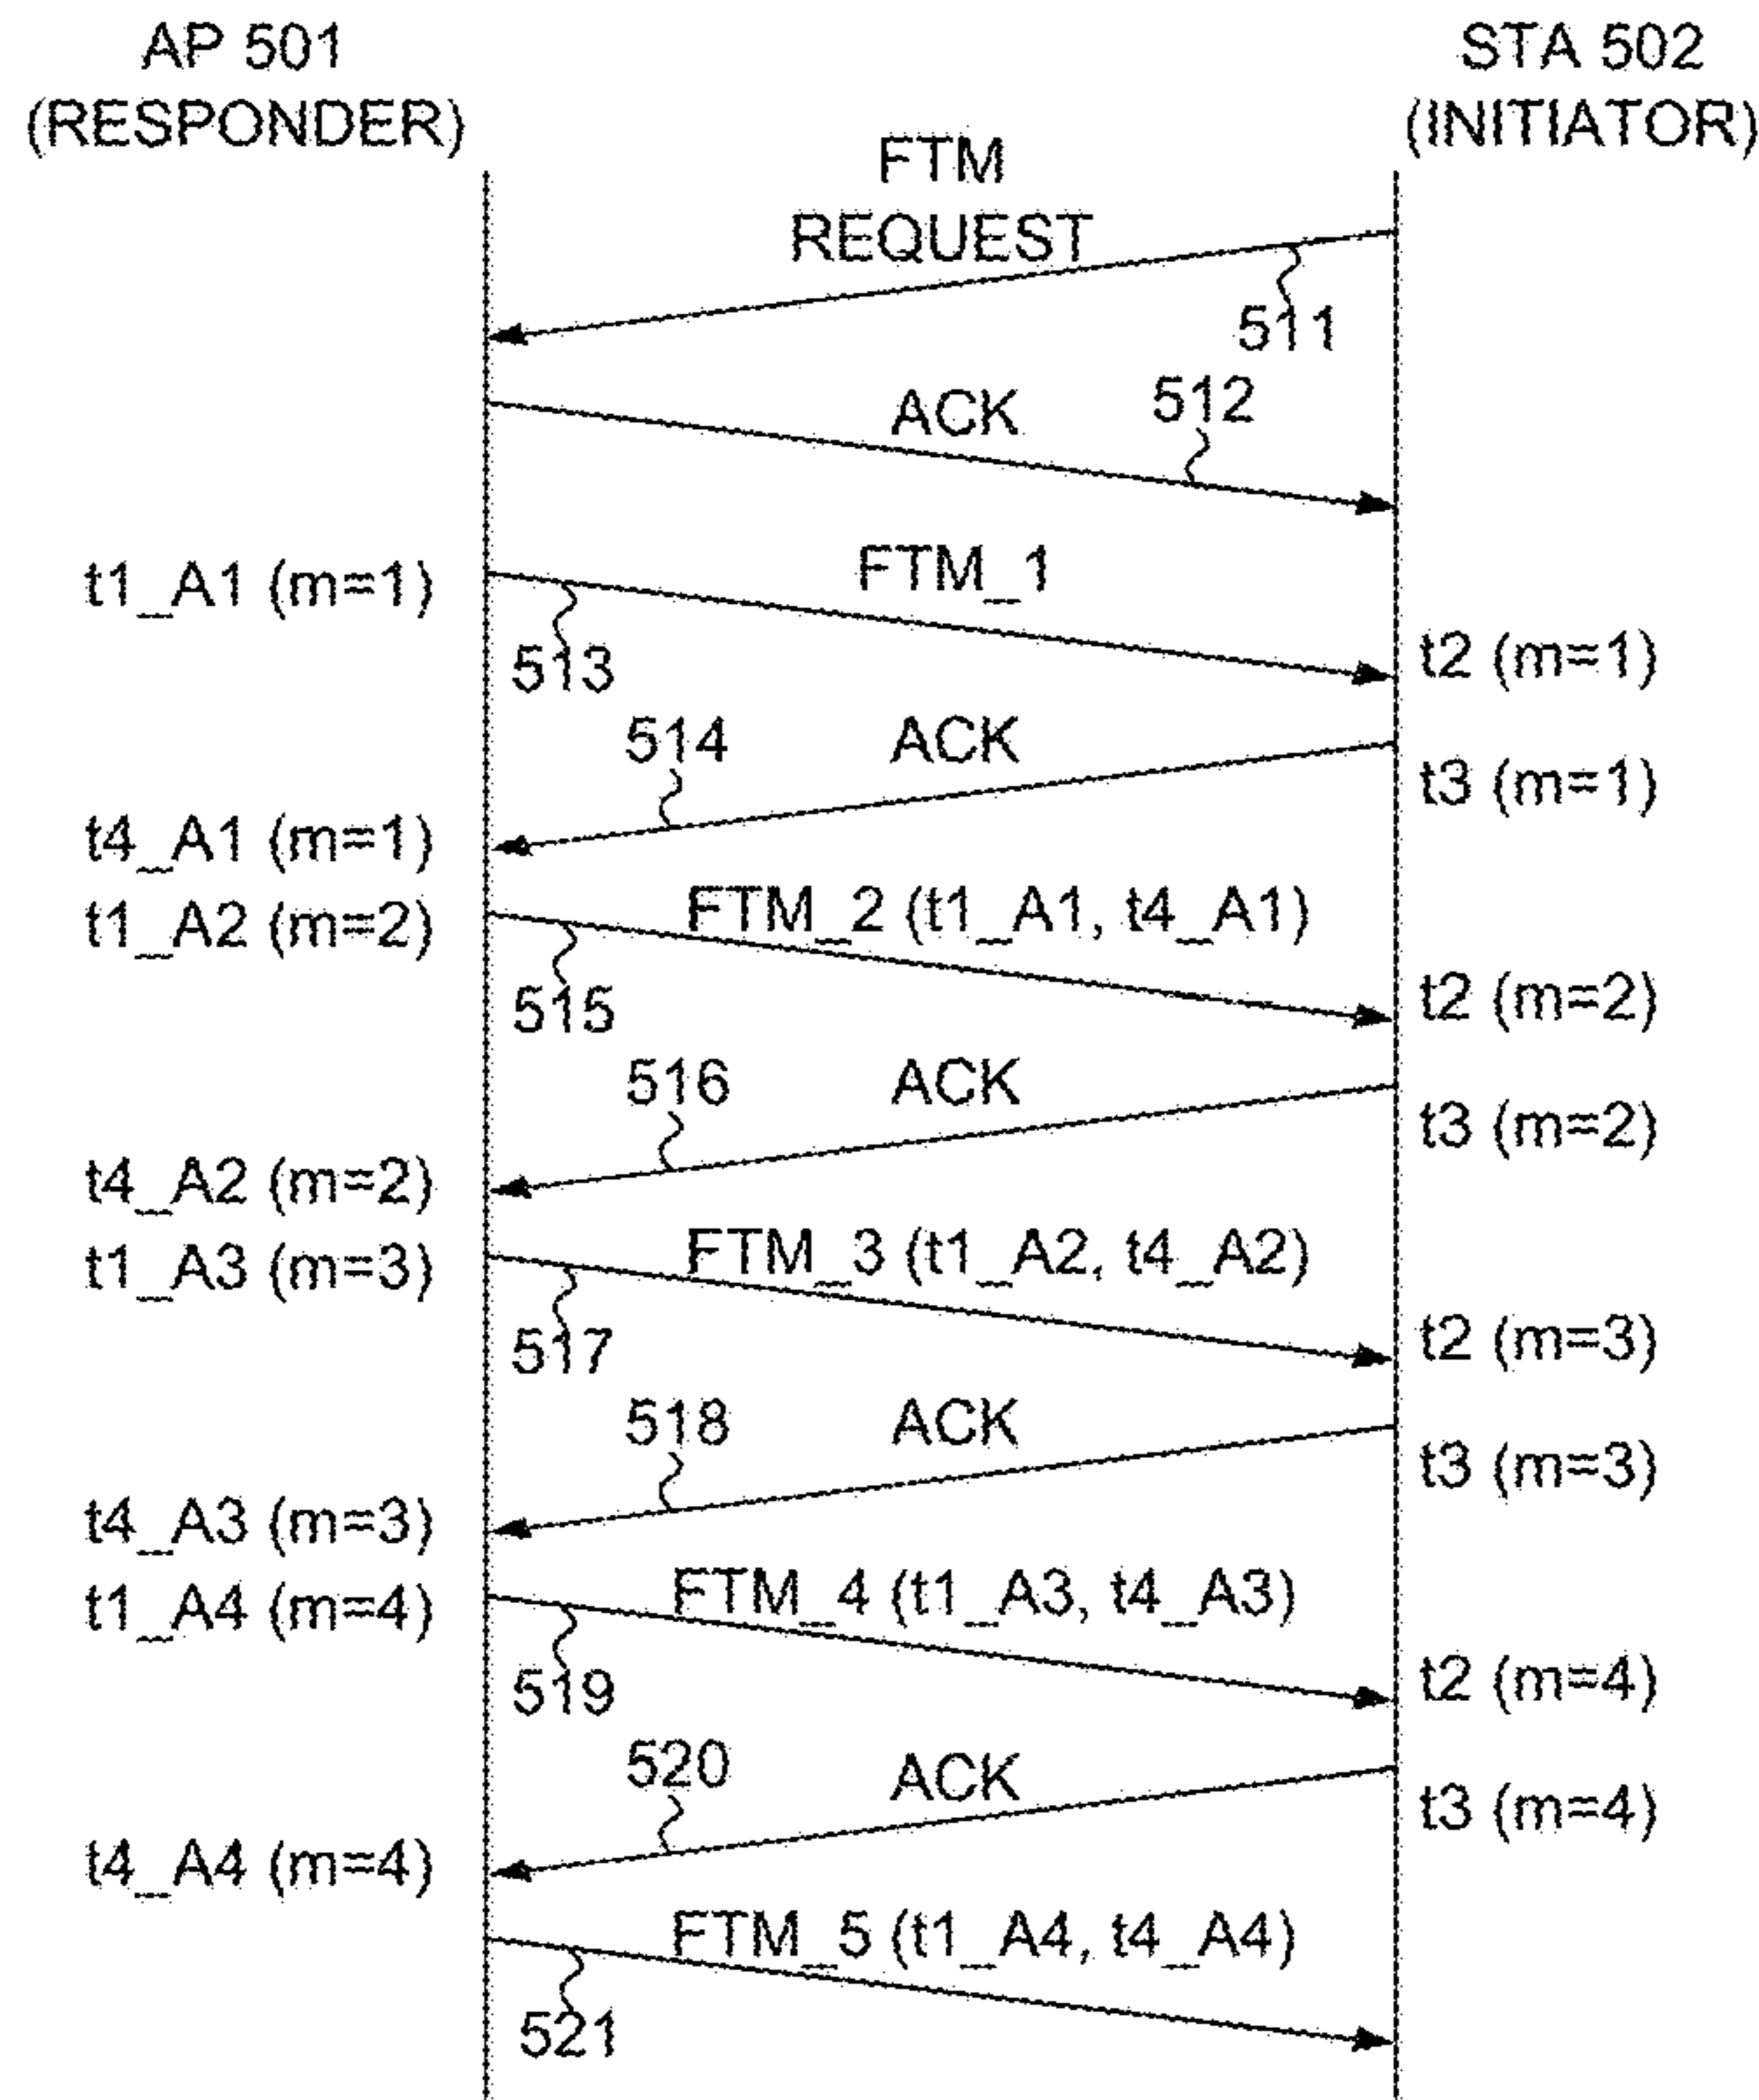 AP 501
(RESPONDER)
STA 502
(INITIATOR)
FTM
REQUEST
511
ACK
512
t1_A1 (m=1)
FTM_1
513
t2 (m=1)
514
ACK
t3 (m=1)
t4_A1 (m=1)
t1_A2 (m=2)
FTM_2 (t1_A1, t4_A1)
515
t2 (m=2)
516
ACK
t3 (m=2)
t4_A2 (m=2)
t1_A3 (m=3)
FTM_3 (t1_A2, t4_A2)
517
t2 (m=3)
518
ACK
t3 (m=3)
t4_A3 (m=3)
t1_A4 (m=4)
FTM_4 (t1_A3, t4_A3)
519
t2 (m=4)
520
ACK
t3 (m=4)
t4_A4 (m=4)
FTM_5 (t1_A4, t4_A4)
521